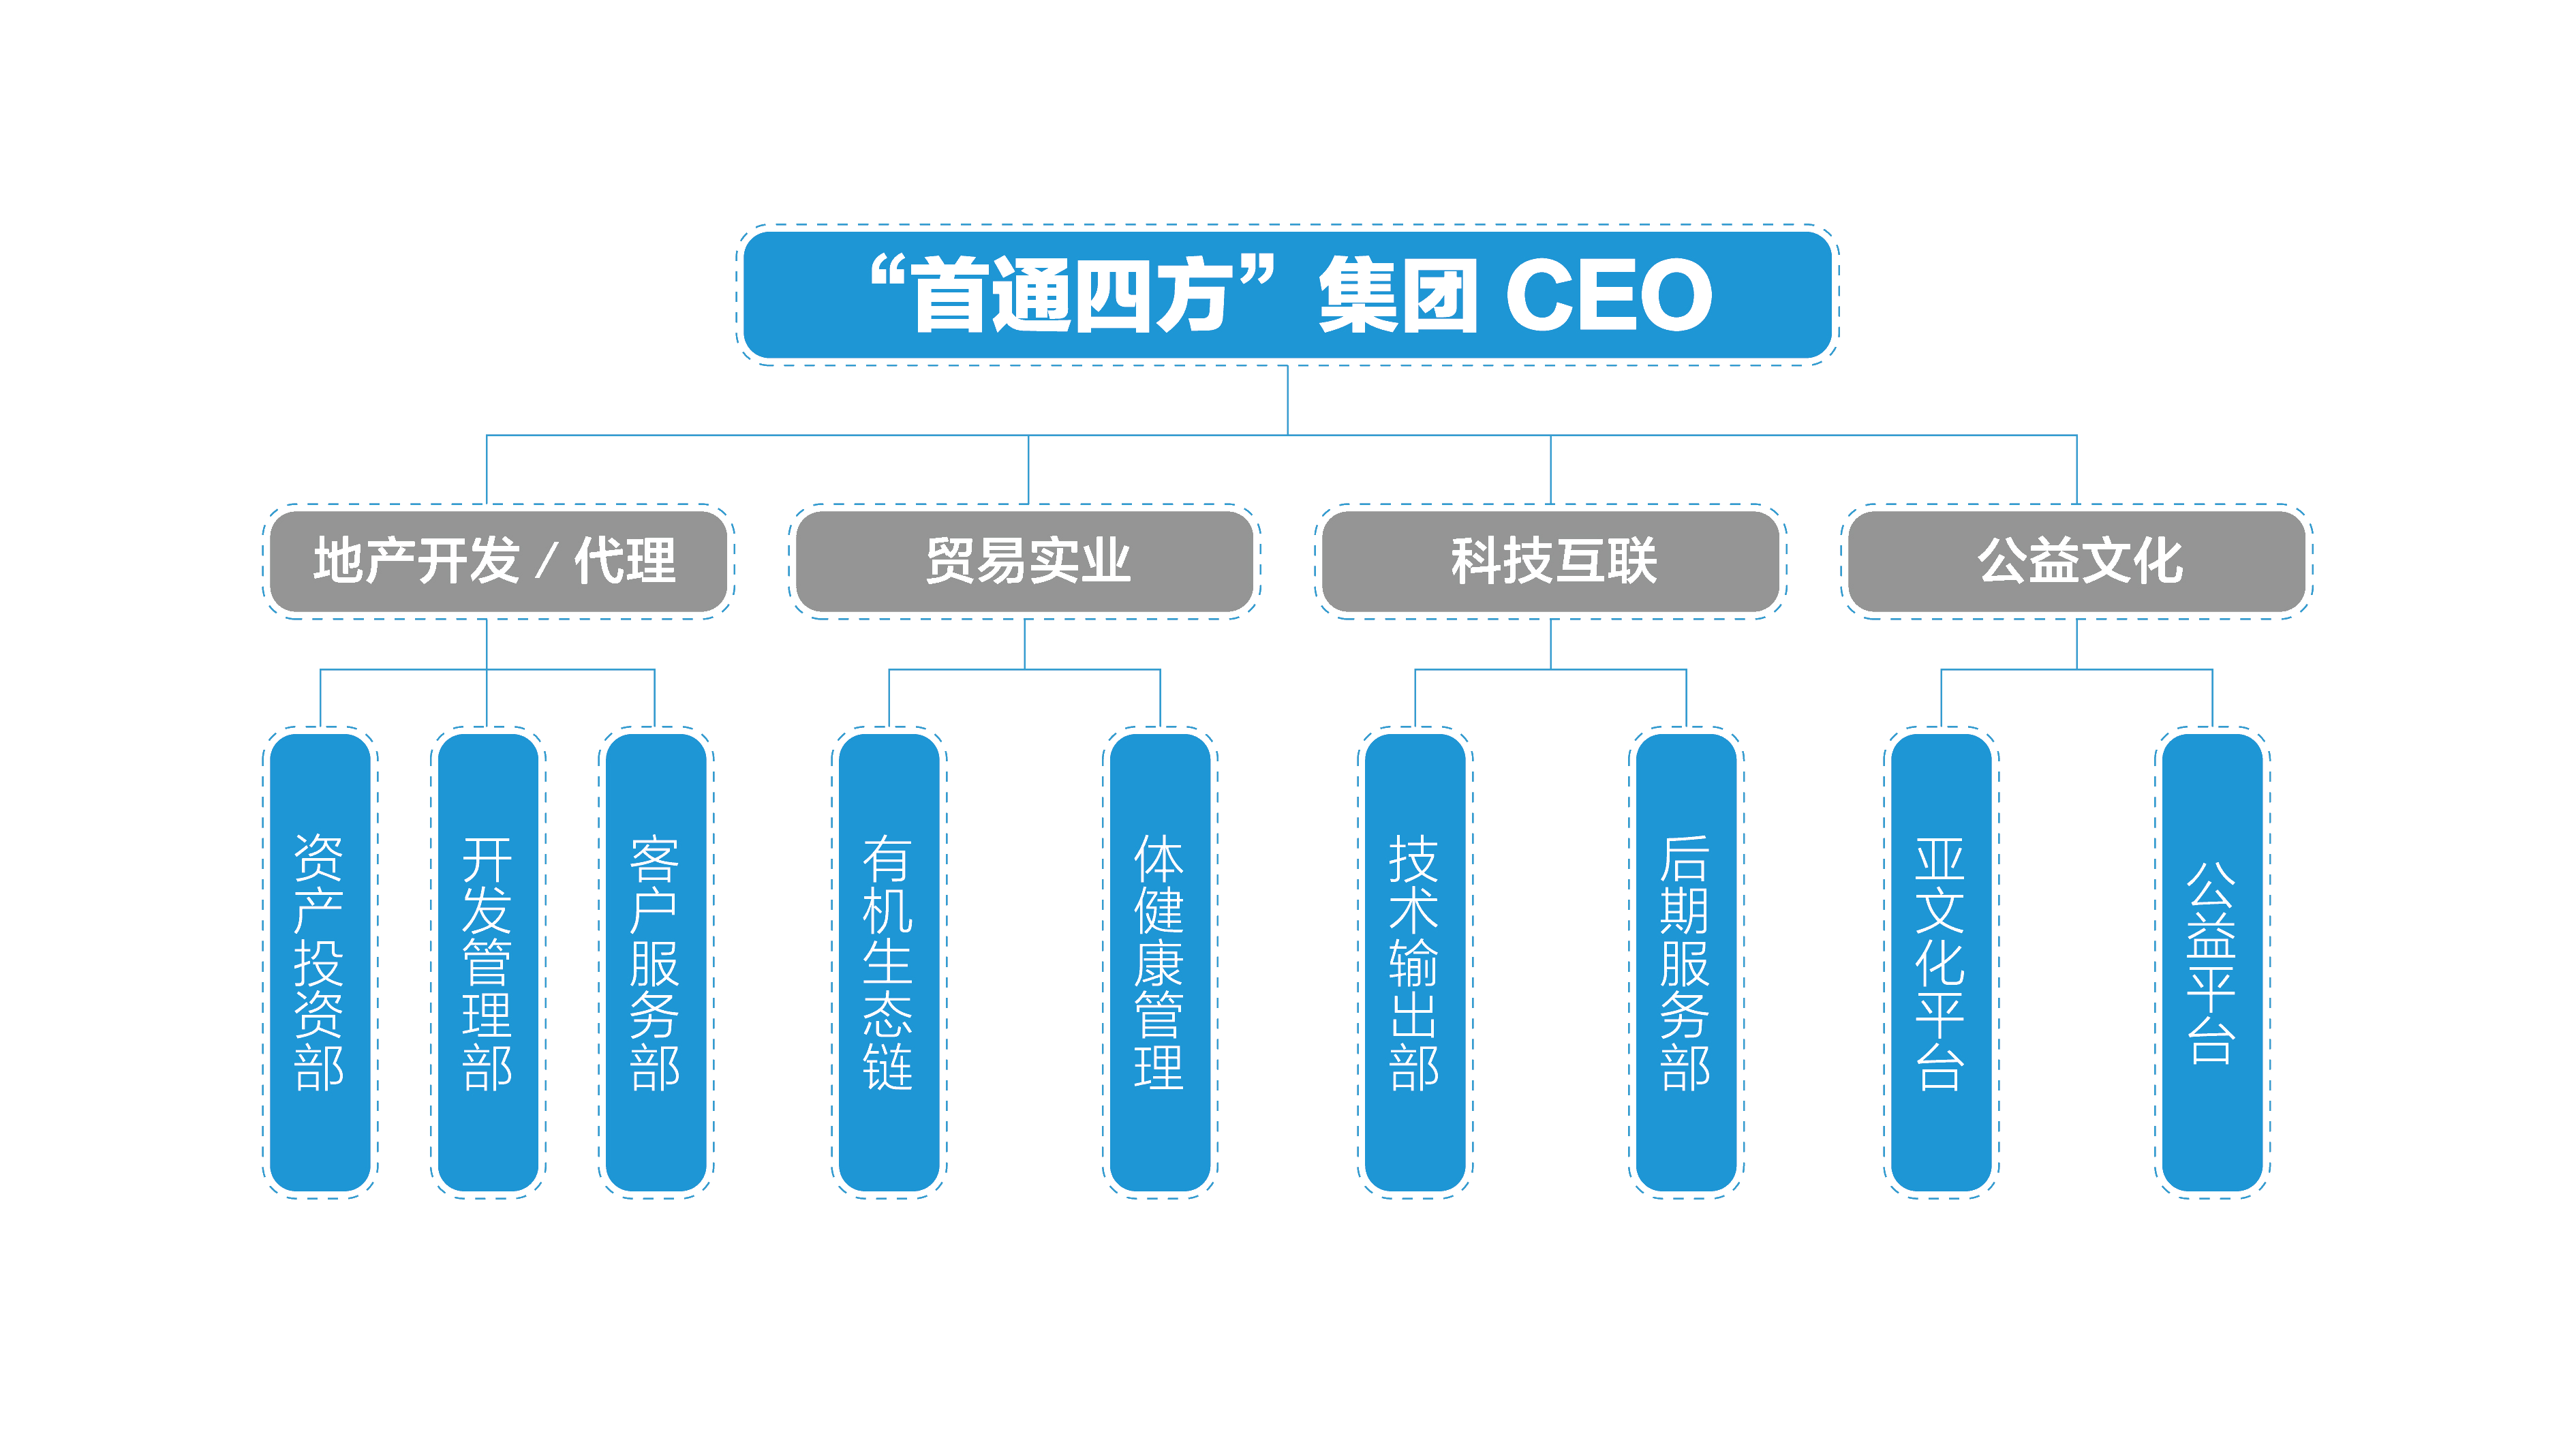 “首通四方”集团 CEO
地产开发 / 代理
贸易实业
科技互联
公益文化
资产投资部
开发管理部
客户服务部
有机生态链
体健康管理
技术输出部
后期服务部
亚文化平台
公益平台